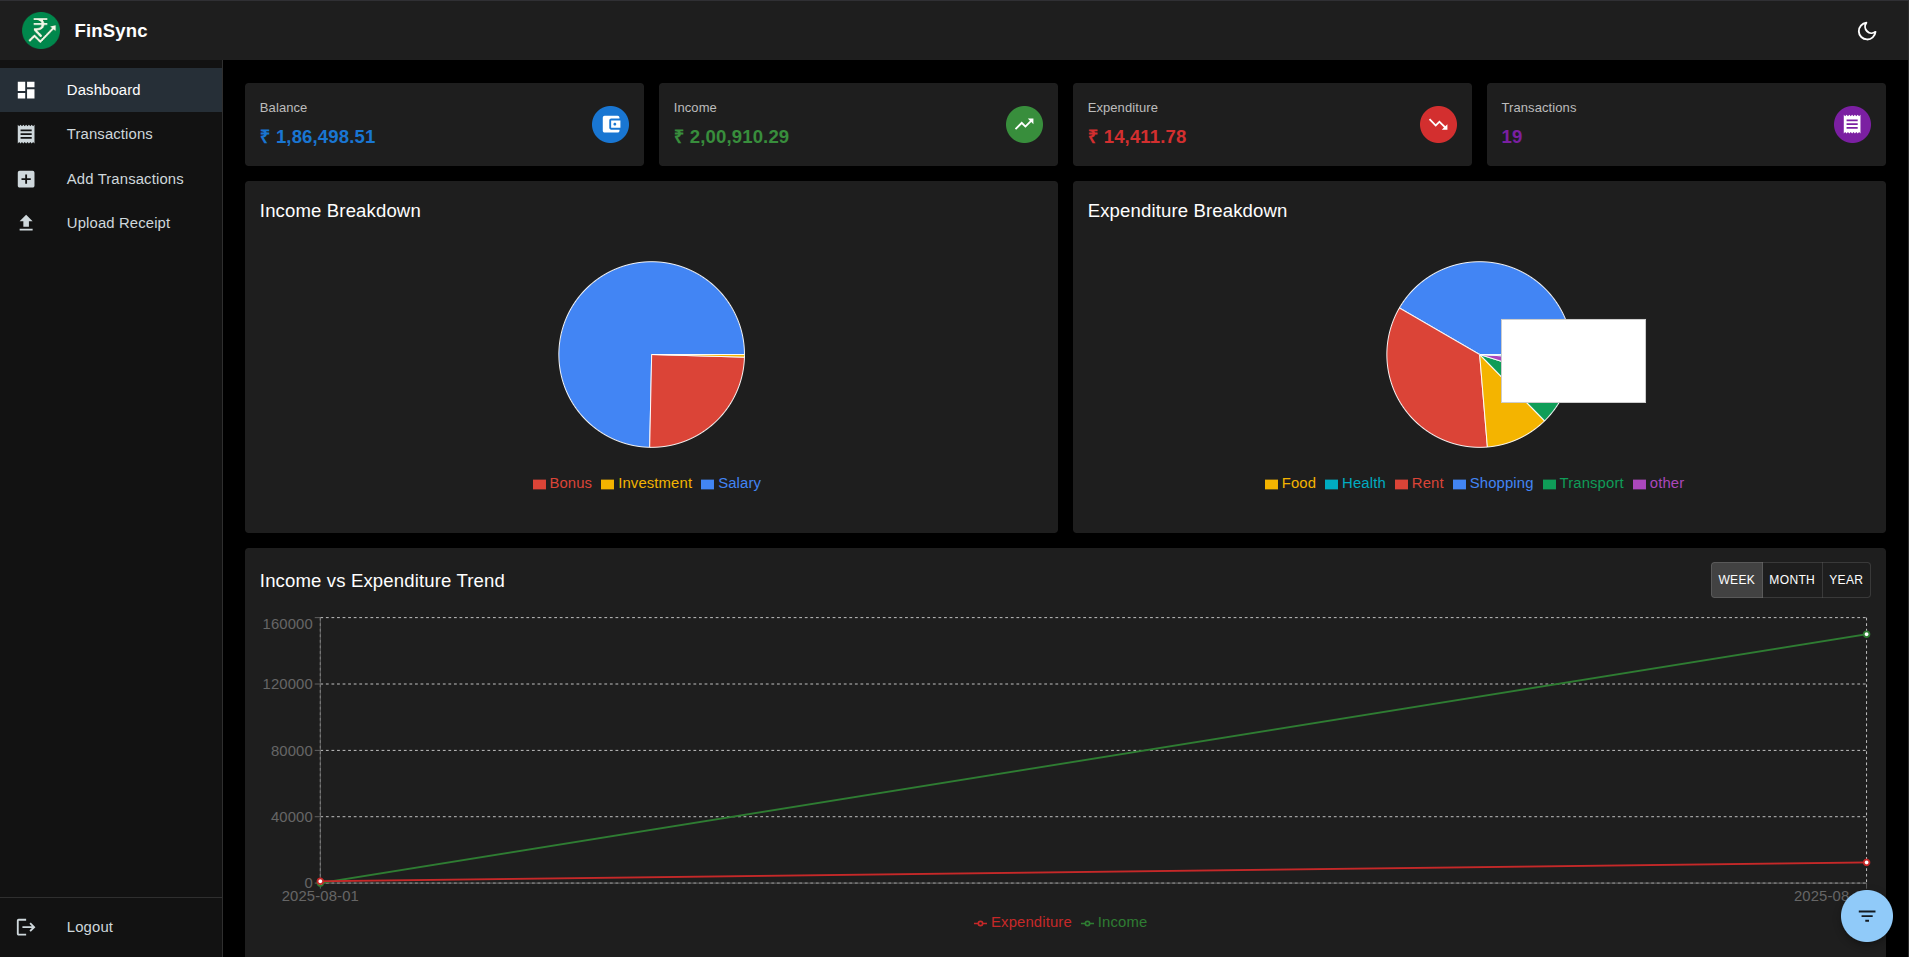 FinSync
Dashboard
Transactions
Add Transactions
Upload Receipt
Logout
Balance
₹ 1,86,498.51
Income
₹ 2,00,910.29
Expenditure
₹ 14,411.78
Transactions
19
Income Breakdown
Bonus Investment Salary
Expenditure Breakdown
Food Health Rent Shopping Transport other
Income vs Expenditure Trend
WEEK MONTH YEAR
160000
120000
80000
40000
0
2025-08-01 2025-08
Expenditure Income